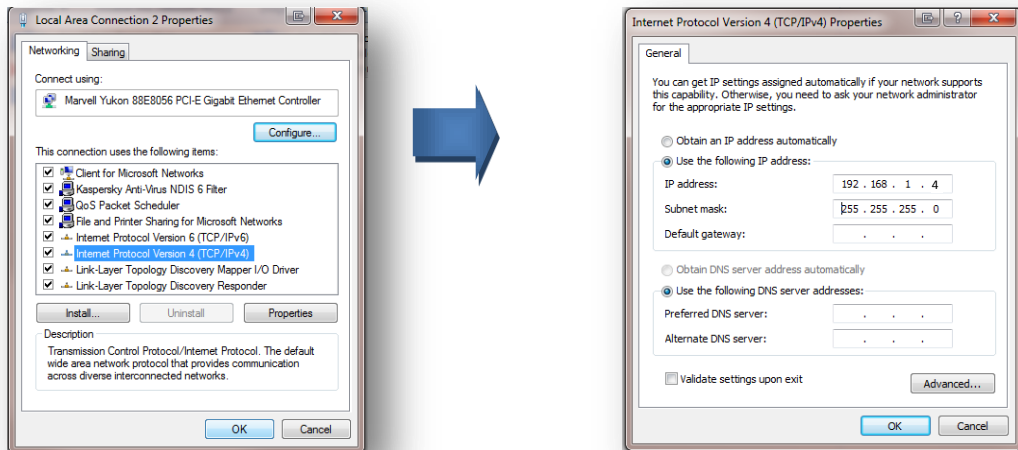 Local Area Connection 2 Properties
Networking
Sharing
Connect using:
Marvell Yukon 88E8056 PCI-E Gigabit Ethernet Controller
Configure...
This connection uses the following items:
Client for Microsoft Networks
Kaspersky Anti-Virus NDIS 6 Filter
QoS Packet Scheduler
File and Printer Sharing for Microsoft Networks
Internet Protocol Version 6 (TCP/IPv6)
Internet Protocol Version 4 (TCP/IPv4)
Link-Layer Topology Discovery Mapper I/O Driver
Link-Layer Topology Discovery Responder
Install...
Uninstall
Properties
Description
Transmission Control Protocol/Internet Protocol. The default
wide area network protocol that provides communication
across diverse interconnected networks.
OK
Cancel
Internet Protocol Version 4 (TCP/IPv4) Properties
General
You can get IP settings assigned automatically if your network supports
this capability. Otherwise, you need to ask your network administrator
for the appropriate IP settings.
Obtain an IP address automatically
Use the following IP address:
IP address: 192 . 168 . 1 . 4
Subnet mask: 255 . 255 . 255 . 0
Default gateway: . . .
Obtain DNS server address automatically
Use the following DNS server addresses:
Preferred DNS server: . . .
Alternate DNS server: . . .
Validate settings upon exit
Advanced...
OK
Cancel